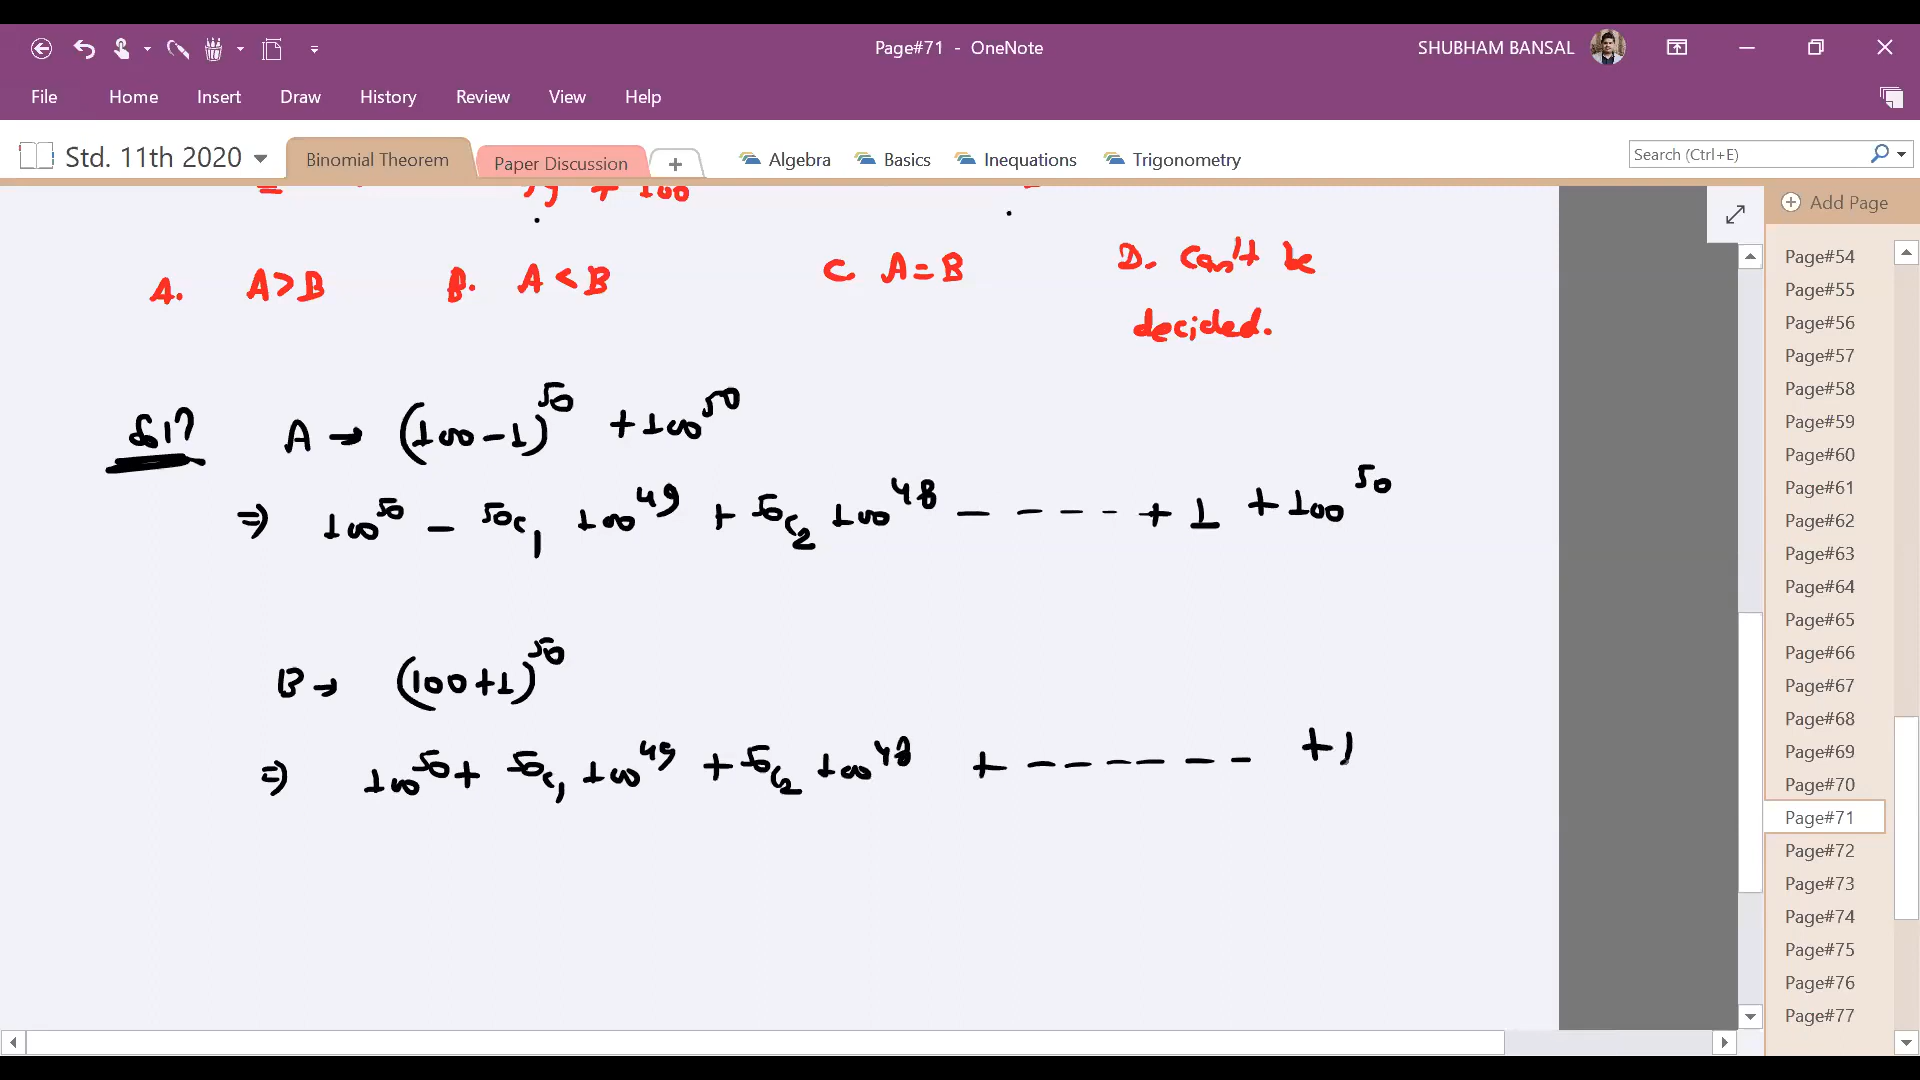 Page#71 - OneNote
SHUBHAM BANSAL
File Home Insert Draw History Review View Help
Std. 11th 2020
Binomial Theorem
Paper Discussion
+
Algebra
Basics
Inequations
Trigonometry
Search (Ctrl+E)
Add Page
+ 100
A. A>B B. A<B C. A=B D. Can't be
decided.
Solⁿ A → (100-1)^50 + 100^50
⇒ 100^50 - 50c₁ 100^49 + 50c₂ 100^48 - - - - - + 1 + 100^50
B → (100+1)^50
⇒ 100^50 + 50c₁ 100^49 + 50c₂ 100^48 + - - - - - - +1
Page#54
Page#55
Page#56
Page#57
Page#58
Page#59
Page#60
Page#61
Page#62
Page#63
Page#64
Page#65
Page#66
Page#67
Page#68
Page#69
Page#70
Page#71
Page#72
Page#73
Page#74
Page#75
Page#76
Page#77